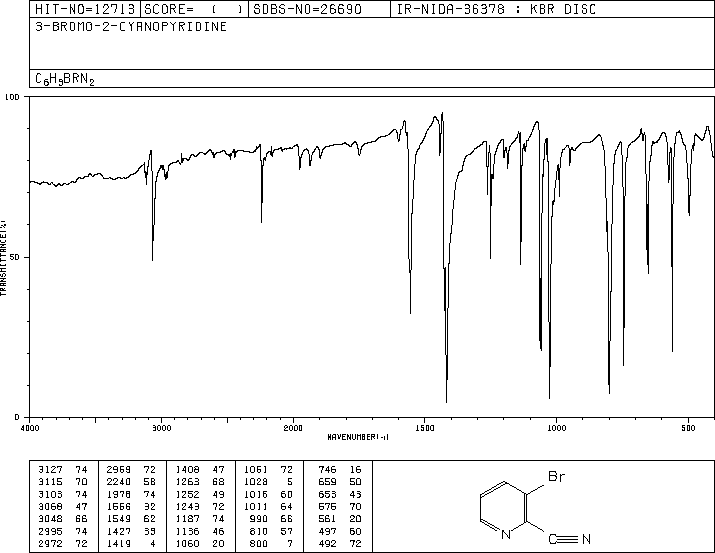 HIT-NO=12713 SCORE= ( ) SDBS-NO=26690 IR-NIDA-36378 : KBR DISC
3-BROMO-2-CYANOPYRIDINE
C6H3BRN2
100
50
0
TRANSMITTANCE(%)
4000 3000 2000 1500 1000 500
WAVENUMBER(-1)
3127 74 2969 72 1408 47 1061 72 746 16
3115 70 2240 58 1263 68 1028 5 659 50
3103 74 1978 74 1252 49 1016 60 653 43
3068 47 1566 92 1243 72 1011 64 575 70
3048 66 1549 62 1187 74 990 66 561 20
2995 74 1427 39 1136 46 810 57 497 60
2972 72 1419 4 1060 20 800 7 492 72
Br
N
C N